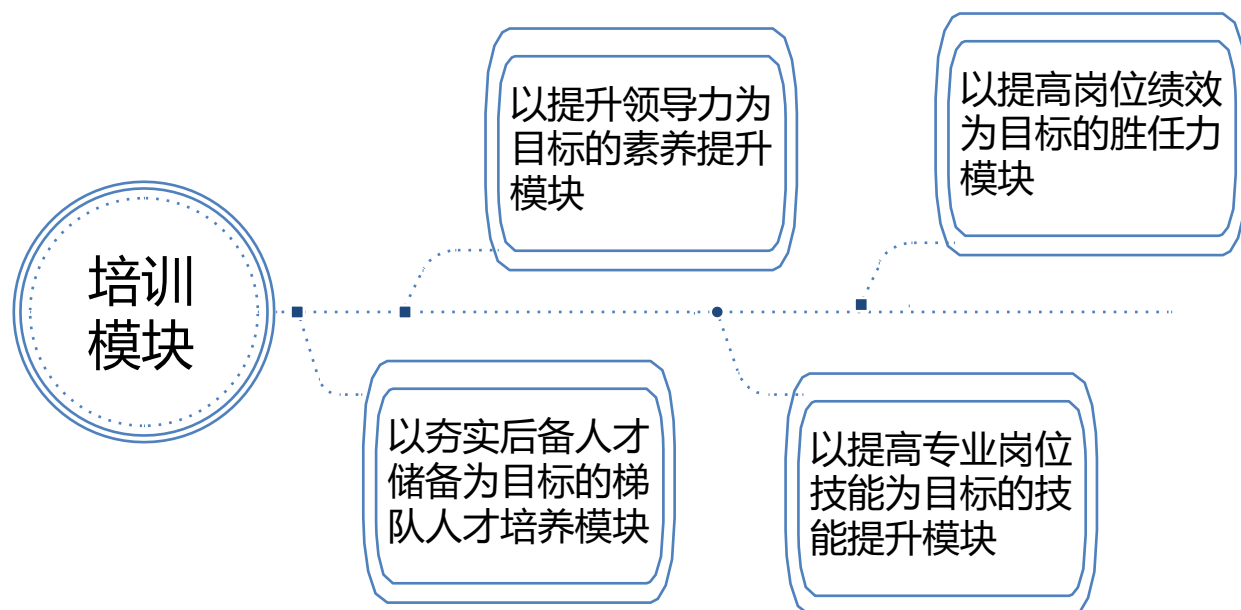 培训
模块
以提升领导力为
目标的素养提升
模块
以提高岗位绩效
为目标的胜任力
模块
以夯实后备人才
储备为目标的梯
队人才培养模块
以提高专业岗位
技能为目标的技
能提升模块